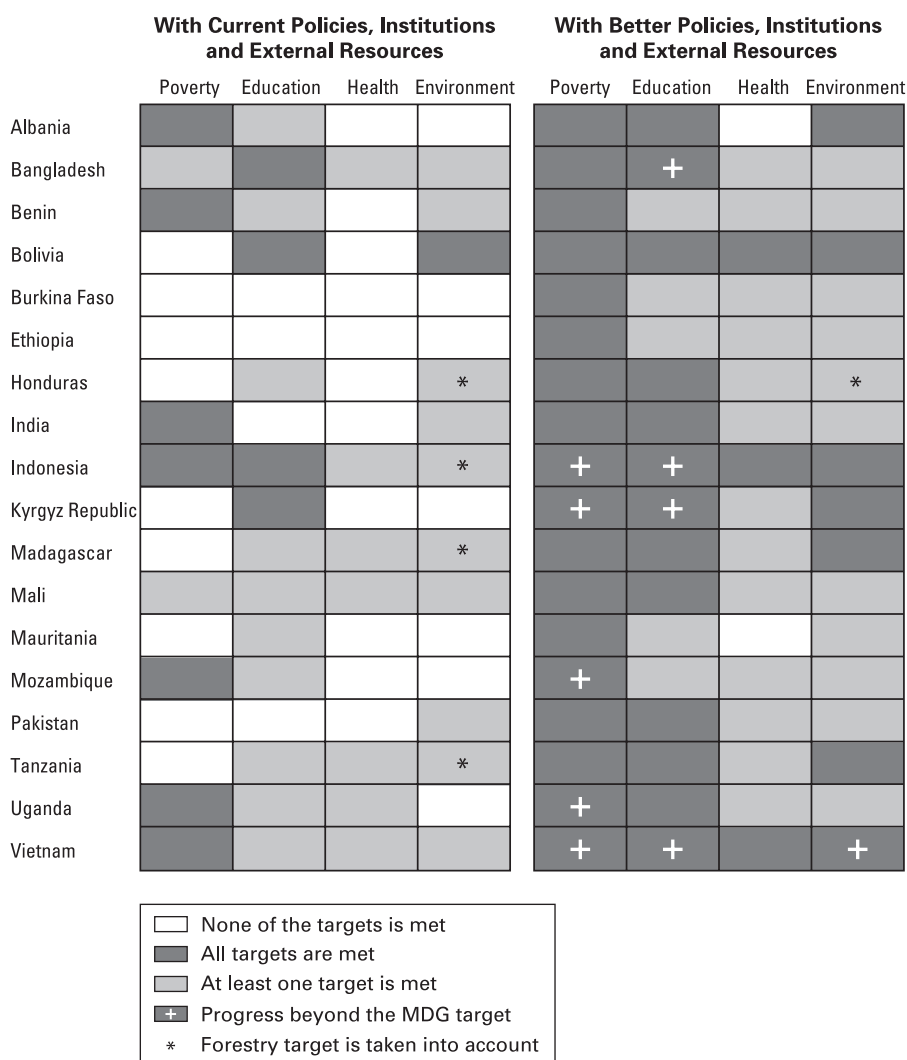 With Current Policies, Institutions
and External Resources
With Better Policies, Institutions
and External Resources
Poverty Education Health Environment
Poverty Education Health Environment
Albania
Bangladesh
+
Benin
Bolivia
Burkina Faso
Ethiopia
Honduras
* *
India
Indonesia
* + +
Kyrgyz Republic
+ +
Madagascar
*
Mali
Mauritania
Mozambique
+
Pakistan
Tanzania
*
Uganda
+
Vietnam
+ + +
None of the targets is met
All targets are met
At least one target is met
+ Progress beyond the MDG target
* Forestry target is taken into account